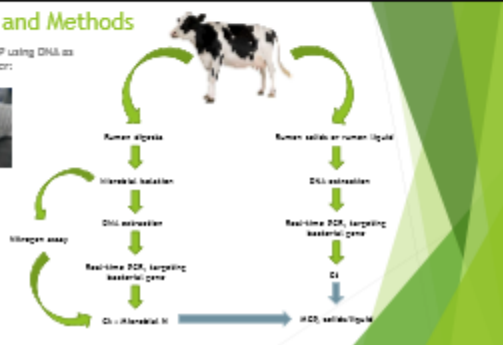 and Methods
P using DNA as
or:
Rumen digesta
Rumen solids or rumen liquid
Microbial isolation
DNA extraction
DNA extraction
Real-time PCR, targeting
bacterial gene
Nitrogen assay
Real-time PCR, targeting
bacterial gene
Ct
Ct - Microbial N
MCP, solids/liquid